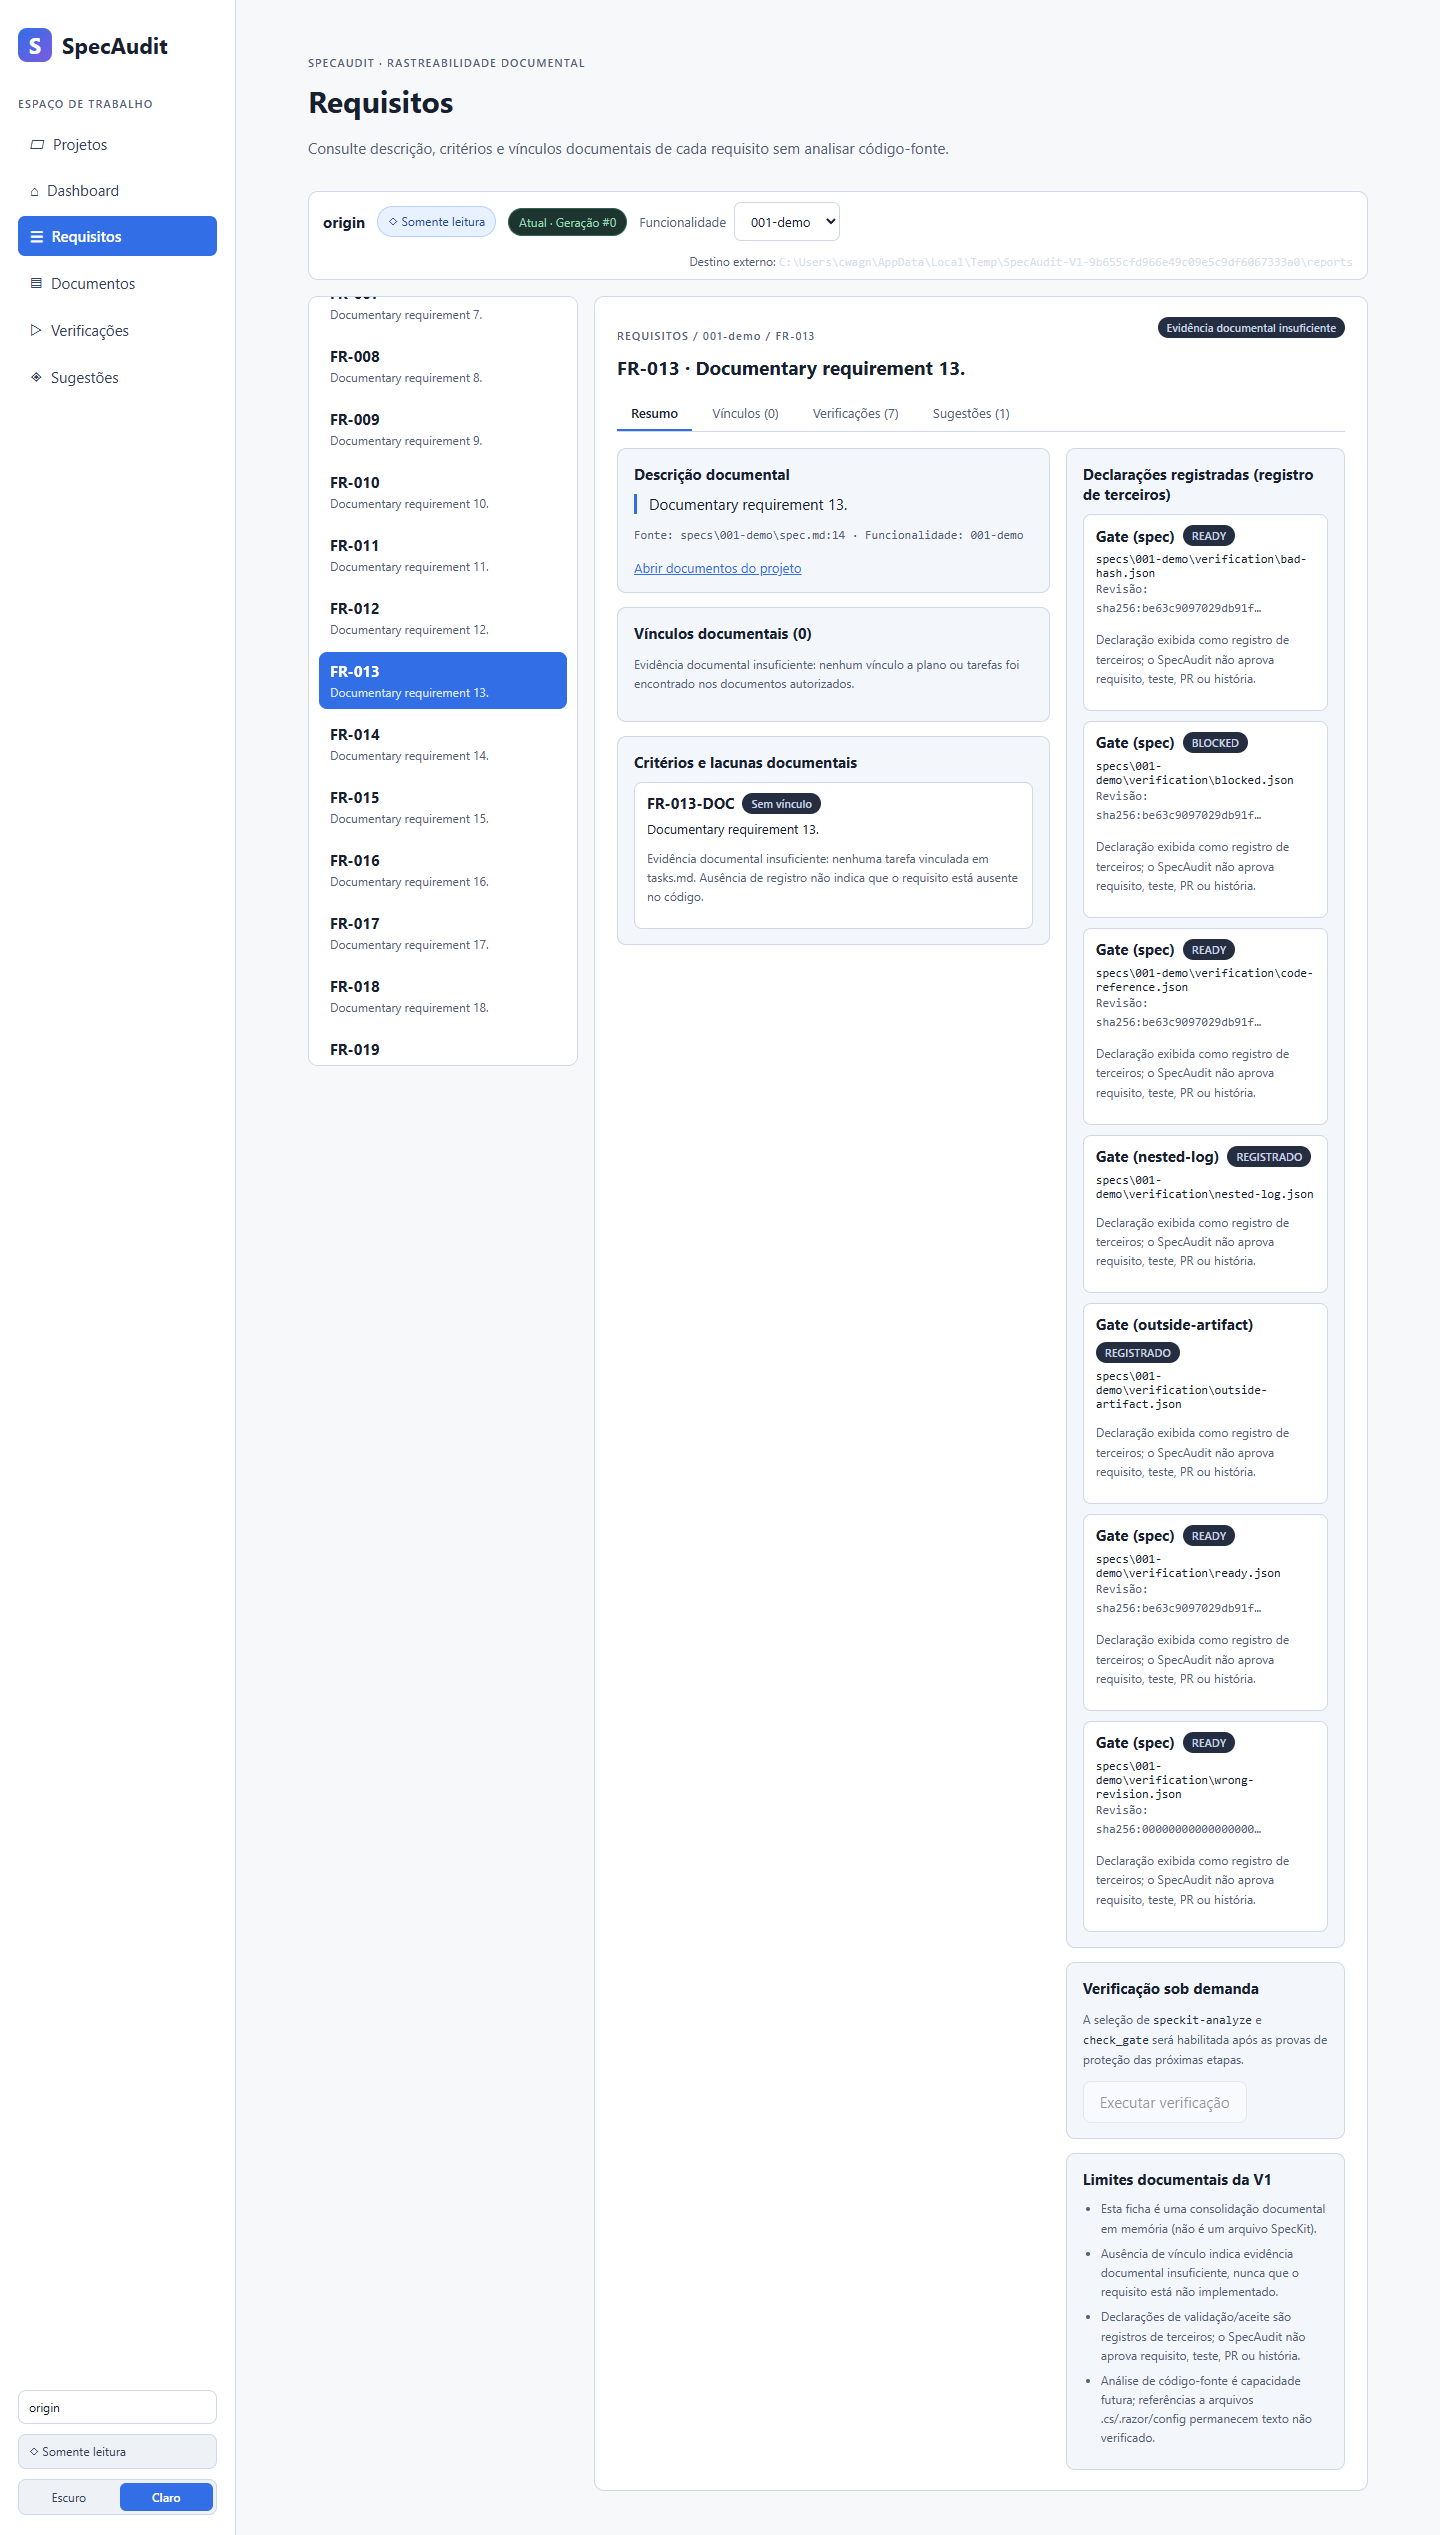 S SpecAudit
ESPAÇO DE TRABALHO
Projetos
Dashboard
Requisitos
Documentos
Verificações
Sugestões
SPECAUDIT · RASTREABILIDADE DOCUMENTAL
Requisitos
Consulte descrição, critérios e vínculos documentais de cada requisito sem analisar código-fonte.
origin ◇ Somente leitura Atual · Geração #0 Funcionalidade 001-demo
Destino externo: C:\Users\cwagn\AppData\Local\Temp\SpecAudit-V1-9b655cfd966e49c09e5c9df6067333a0\reports
FR-007
Documentary requirement 7.
FR-008
Documentary requirement 8.
FR-009
Documentary requirement 9.
FR-010
Documentary requirement 10.
FR-011
Documentary requirement 11.
FR-012
Documentary requirement 12.
FR-013
Documentary requirement 13.
FR-014
Documentary requirement 14.
FR-015
Documentary requirement 15.
FR-016
Documentary requirement 16.
FR-017
Documentary requirement 17.
FR-018
Documentary requirement 18.
FR-019
REQUISITOS / 001-demo / FR-013
Evidência documental insuficiente
FR-013 · Documentary requirement 13.
Resumo Vínculos (0) Verificações (7) Sugestões (1)
Descrição documental
Documentary requirement 13.
Fonte: specs\001-demo\spec.md:14 · Funcionalidade: 001-demo
Abrir documentos do projeto
Vínculos documentais (0)
Evidência documental insuficiente: nenhum vínculo a plano ou tarefas foi
encontrado nos documentos autorizados.
Critérios e lacunas documentais
FR-013-DOC Sem vínculo
Documentary requirement 13.
Evidência documental insuficiente: nenhuma tarefa vinculada em
tasks.md. Ausência de registro não indica que o requisito está ausente
no código.
Declarações registradas (registro
de terceiros)
Gate (spec) READY
specs\001-demo\verification\bad-
hash.json
Revisão:
sha256:be63c9097029db91f…
Declaração exibida como registro de
terceiros; o SpecAudit não aprova
requisito, teste, PR ou história.
Gate (spec) BLOCKED
specs\001-
demo\verification\blocked.json
Revisão:
sha256:be63c9097029db91f…
Declaração exibida como registro de
terceiros; o SpecAudit não aprova
requisito, teste, PR ou história.
Gate (spec) READY
specs\001-demo\verification\code-
reference.json
Revisão:
sha256:be63c9097029db91f…
Declaração exibida como registro de
terceiros; o SpecAudit não aprova
requisito, teste, PR ou história.
Gate (nested-log) REGISTRADO
specs\001-
demo\verification\nested-log.json
Declaração exibida como registro de
terceiros; o SpecAudit não aprova
requisito, teste, PR ou história.
Gate (outside-artifact)
REGISTRADO
specs\001-
demo\verification\outside-
artifact.json
Declaração exibida como registro de
terceiros; o SpecAudit não aprova
requisito, teste, PR ou história.
Gate (spec) READY
specs\001-
demo\verification\ready.json
Revisão:
sha256:be63c9097029db91f…
Declaração exibida como registro de
terceiros; o SpecAudit não aprova
requisito, teste, PR ou história.
Gate (spec) READY
specs\001-
demo\verification\wrong-
revision.json
Revisão:
sha256:00000000000000000…
Declaração exibida como registro de
terceiros; o SpecAudit não aprova
requisito, teste, PR ou história.
Verificação sob demanda
A seleção de speckit-analyze e
check_gate será habilitada após as provas de
proteção das próximas etapas.
Executar verificação
Limites documentais da V1
• Esta ficha é uma consolidação documental
em memória (não é um arquivo SpecKit).
• Ausência de vínculo indica evidência
documental insuficiente, nunca que o
requisito está não implementado.
• Declarações de validação/aceite são
registros de terceiros; o SpecAudit não
aprova requisito, teste, PR ou história.
• Análise de código-fonte é capacidade
futura; referências a arquivos
.cs/.razor/config permanecem texto não
verificado.
origin
◇ Somente leitura
Escuro Claro